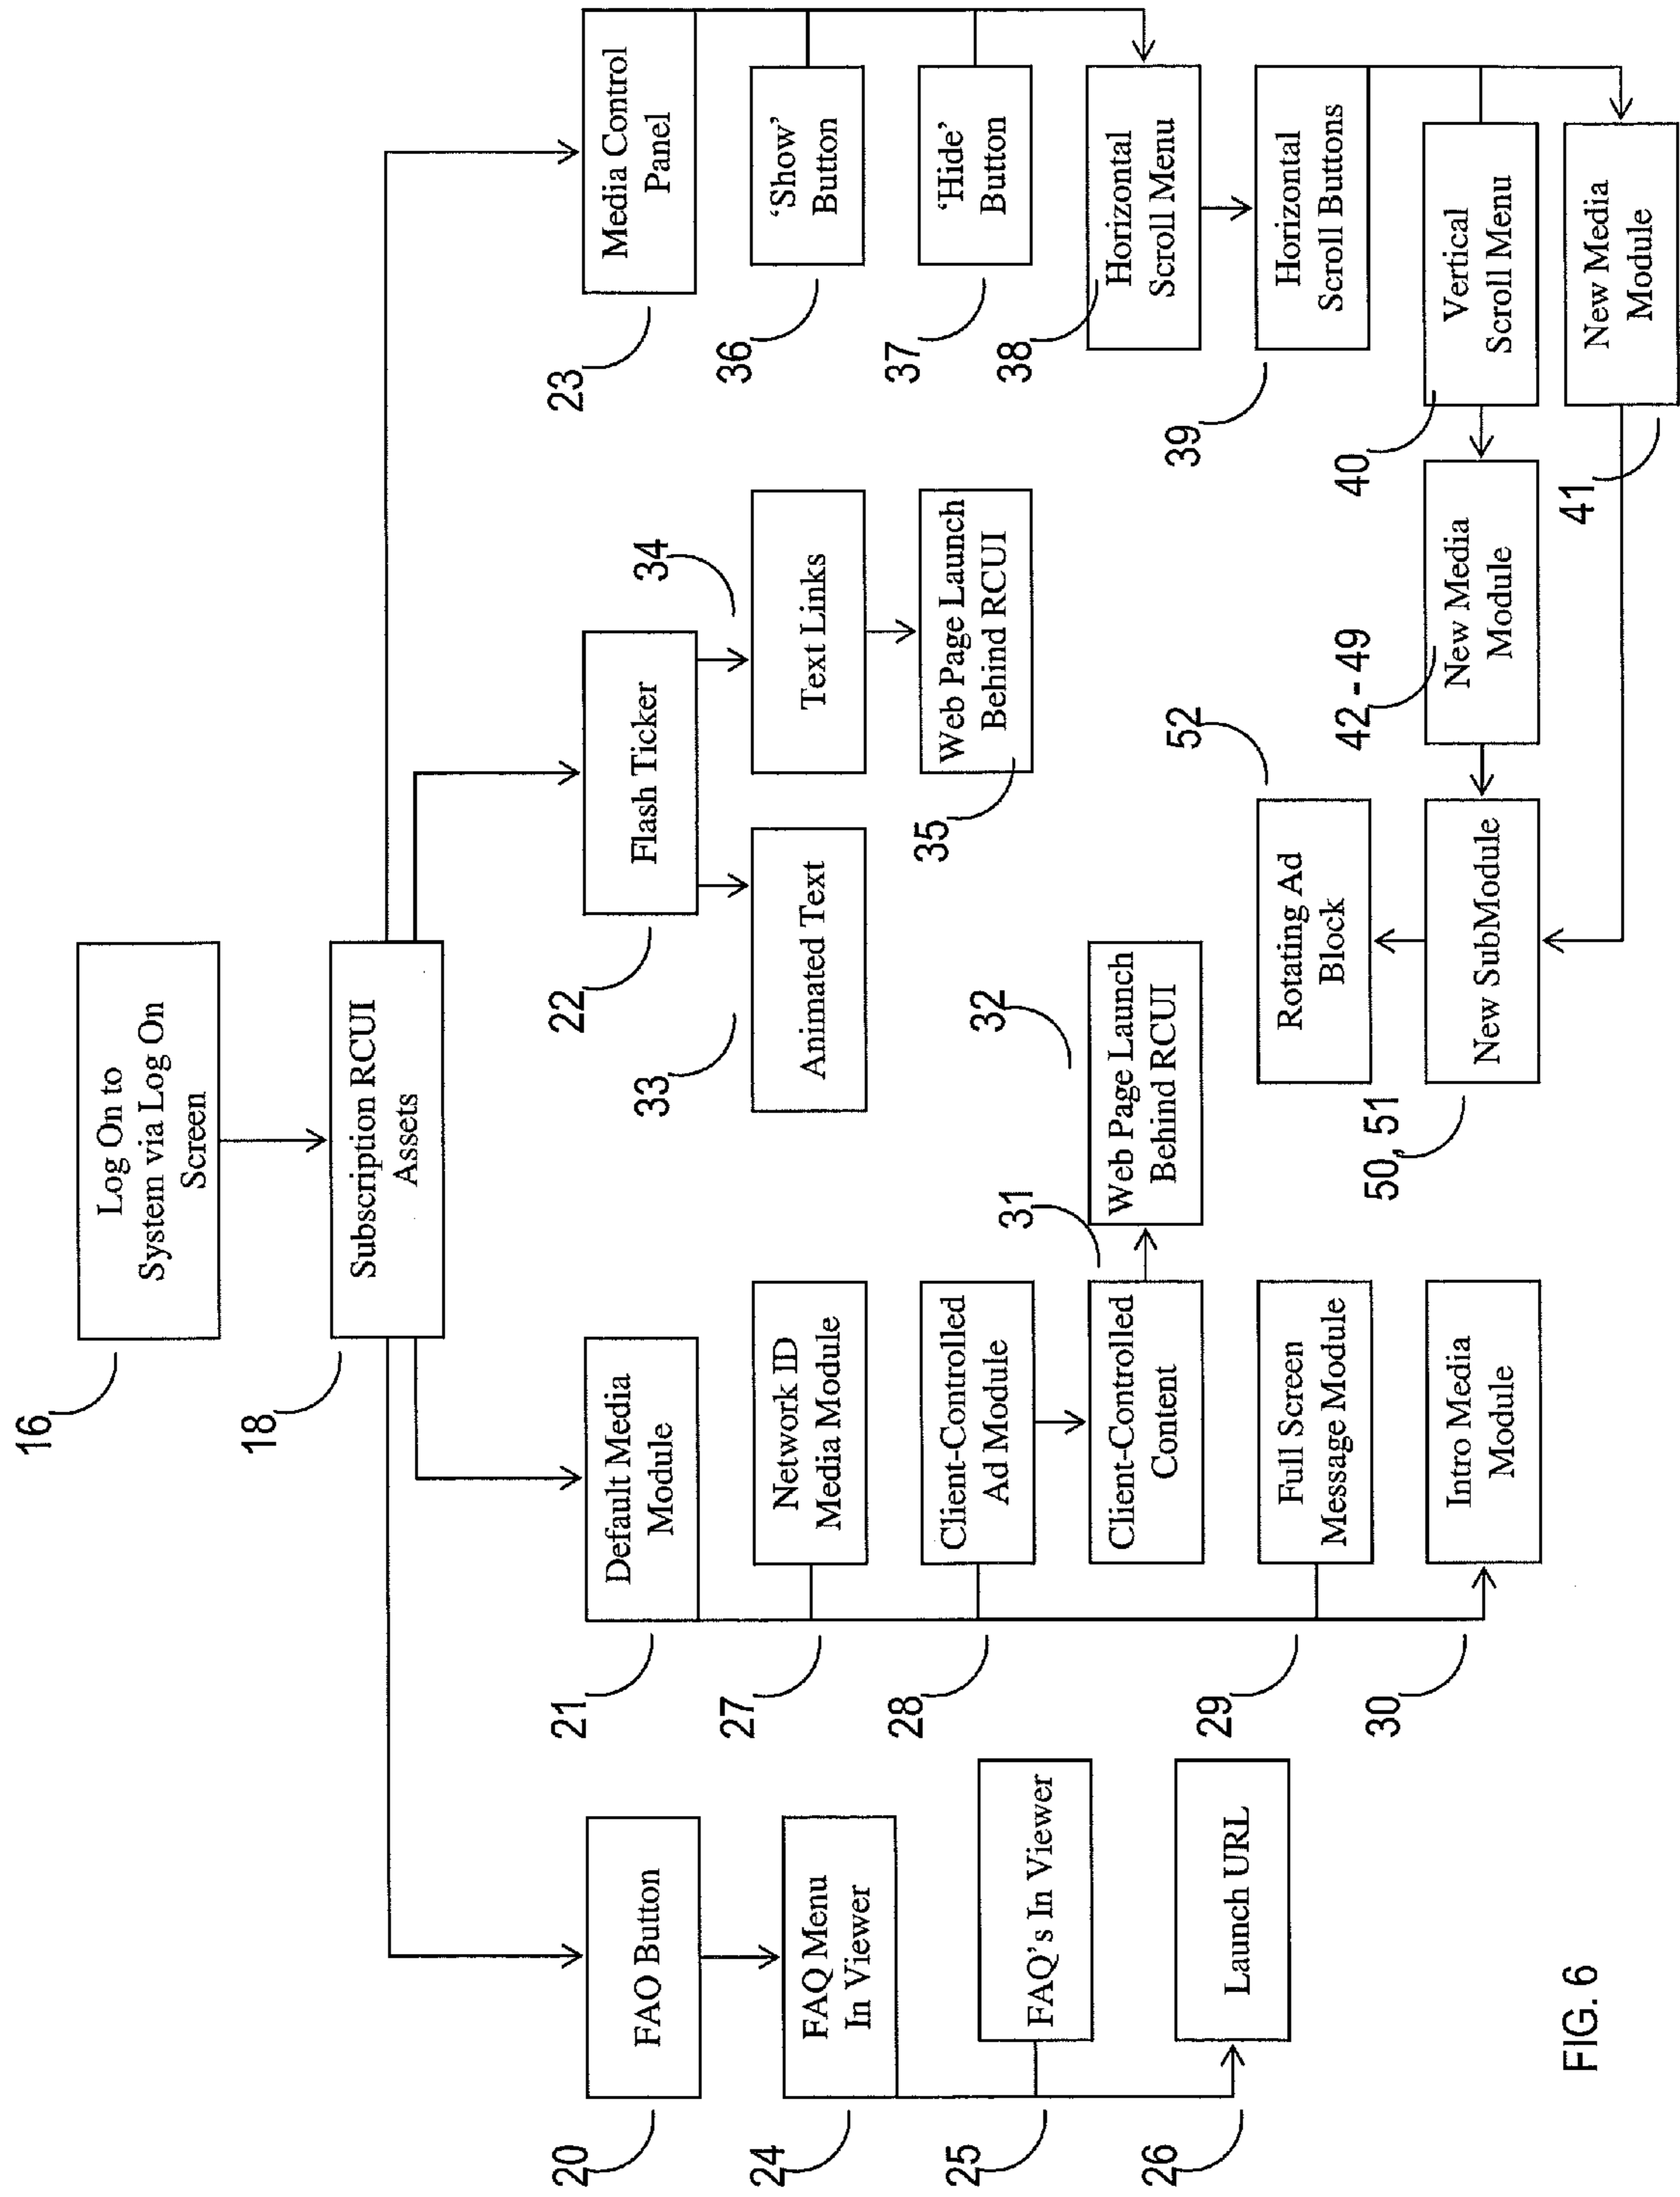 16
Log On to
System via Log On
Screen
18
Subscription RCUI
Assets
20
FAQ Button
24
FAQ Menu
In Viewer
25
FAQ's In Viewer
26
Launch URL
21
Default Media
Module
27
Network ID
Media Module
28
Client-Controlled
Ad Module
31
Client-Controlled
Content
32
Web Page Launch
Behind RCUI
29
Full Screen
Message Module
30
Intro Media
Module
22
Flash Ticker
33
Animated Text
34
Text Links
35
Web Page Launch
Behind RCUI
23
Media Control
Panel
36
‘Show’
Button
37
‘Hide’
Button
38
Horizontal
Scroll Menu
39
Horizontal
Scroll Buttons
40
Vertical
Scroll Menu
41
New Media
Module
42 - 49
New Media
Module
50, 51
New SubModule
52
Rotating Ad
Block
FIG. 6